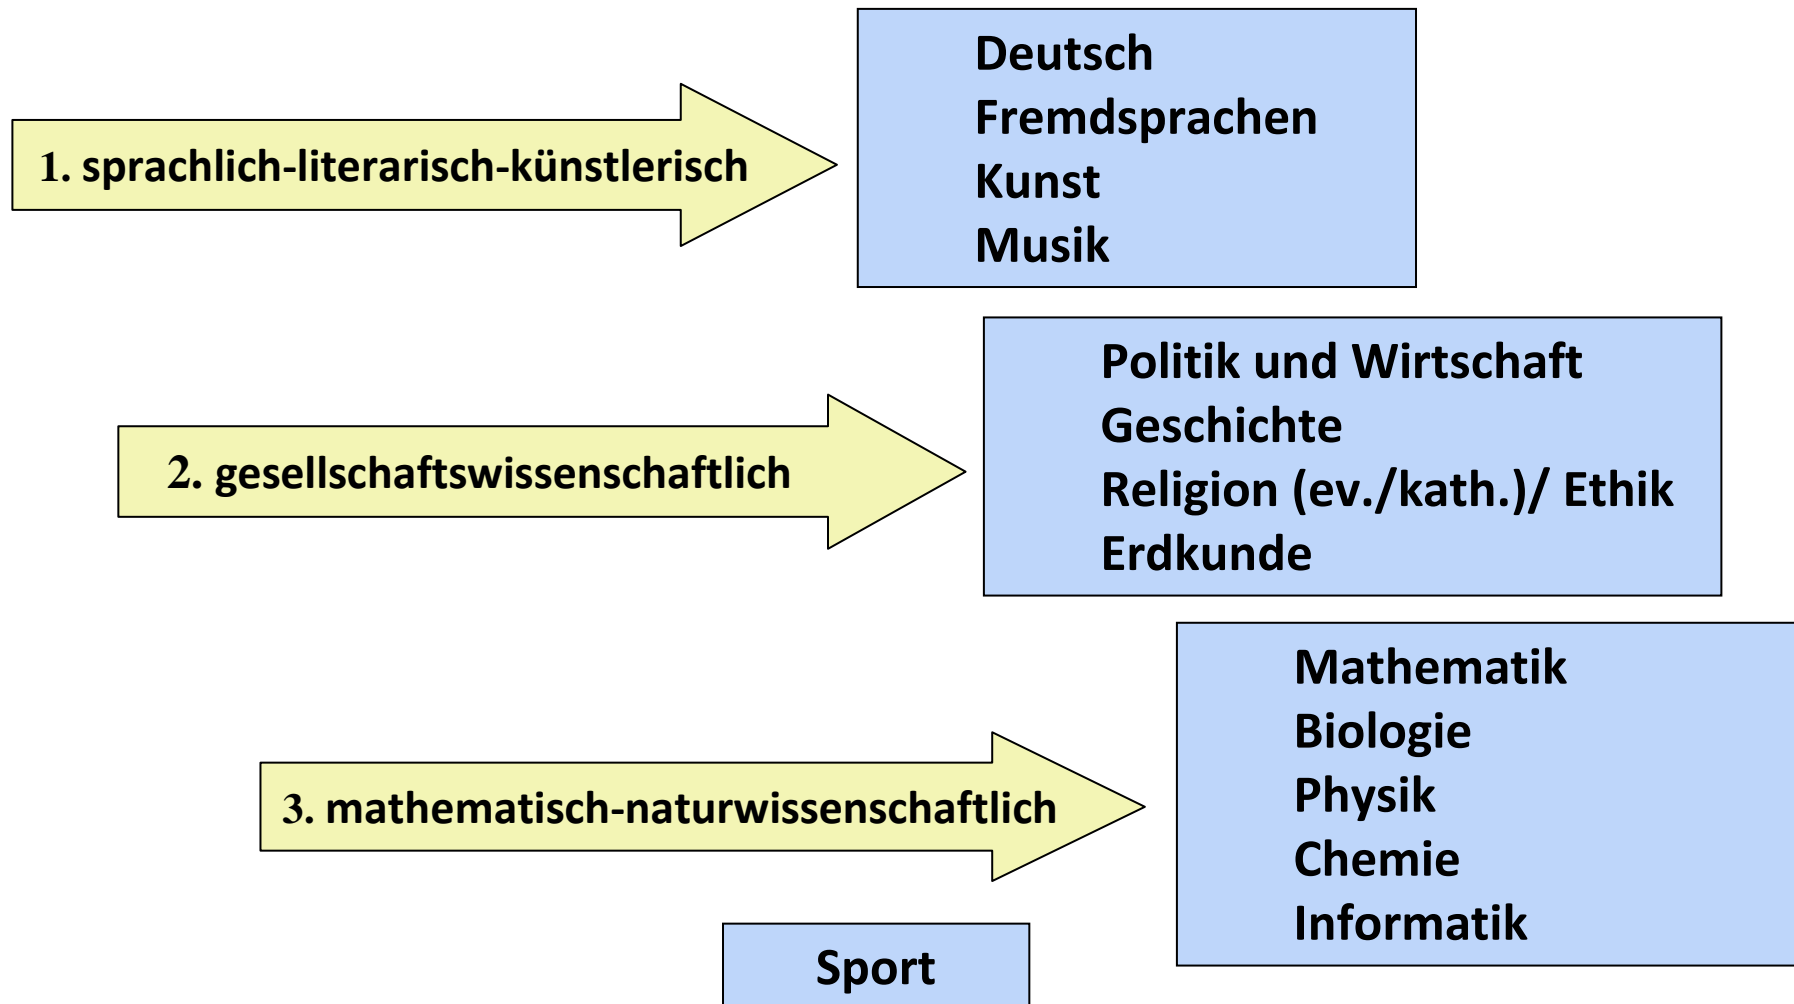 1. sprachlich-literarisch-künstlerisch
Deutsch
Fremdsprachen
Kunst
Musik
2. gesellschaftswissenschaftlich
Politik und Wirtschaft
Geschichte
Religion (ev./kath.)/ Ethik
Erdkunde
3. mathematisch-naturwissenschaftlich
Mathematik
Biologie
Physik
Chemie
Informatik
Sport